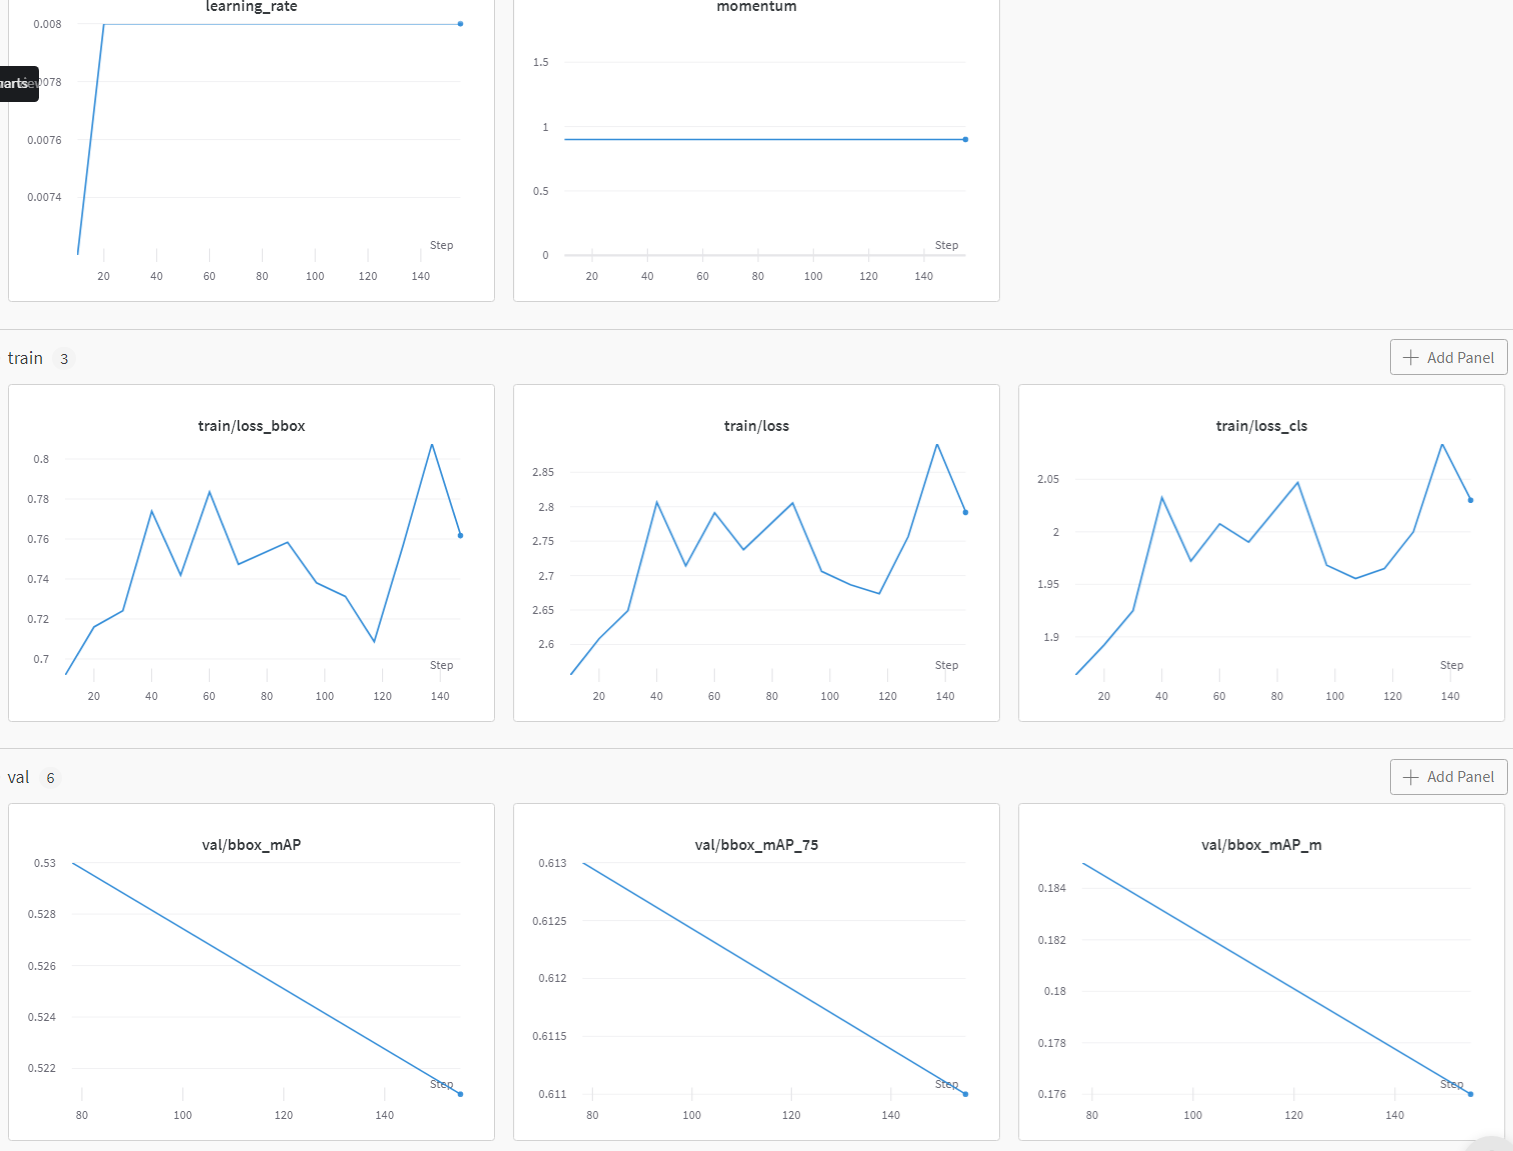 learning_rate
0.008
0.0078
0.0076
0.0074
Step
20 40 60 80 100 120 140
momentum
1.5
1
0.5
0
Step
20 40 60 80 100 120 140
train 3
Add Panel
train/loss_bbox
0.8
0.78
0.76
0.74
0.72
0.7
Step
20 40 60 80 100 120 140
train/loss
2.85
2.8
2.75
2.7
2.65
2.6
Step
20 40 60 80 100 120 140
train/loss_cls
2.05
2
1.95
1.9
Step
20 40 60 80 100 120 140
val 6
Add Panel
val/bbox_mAP
0.53
0.528
0.526
0.524
0.522
Step
80 100 120 140
val/bbox_mAP_75
0.613
0.6125
0.612
0.6115
0.611
Step
80 100 120 140
val/bbox_mAP_m
0.184
0.182
0.18
0.178
0.176
Step
80 100 120 140